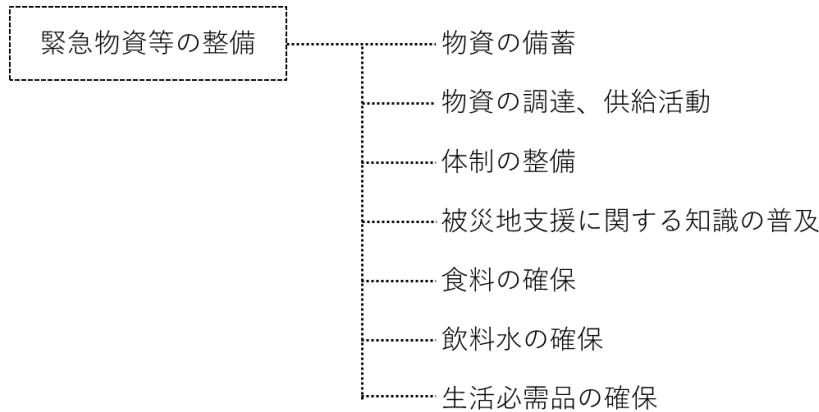 緊急物資等の整備
物資の備蓄
物資の調達、供給活動
体制の整備
被災地支援に関する知識の普及
食料の確保
飲料水の確保
生活必需品の確保